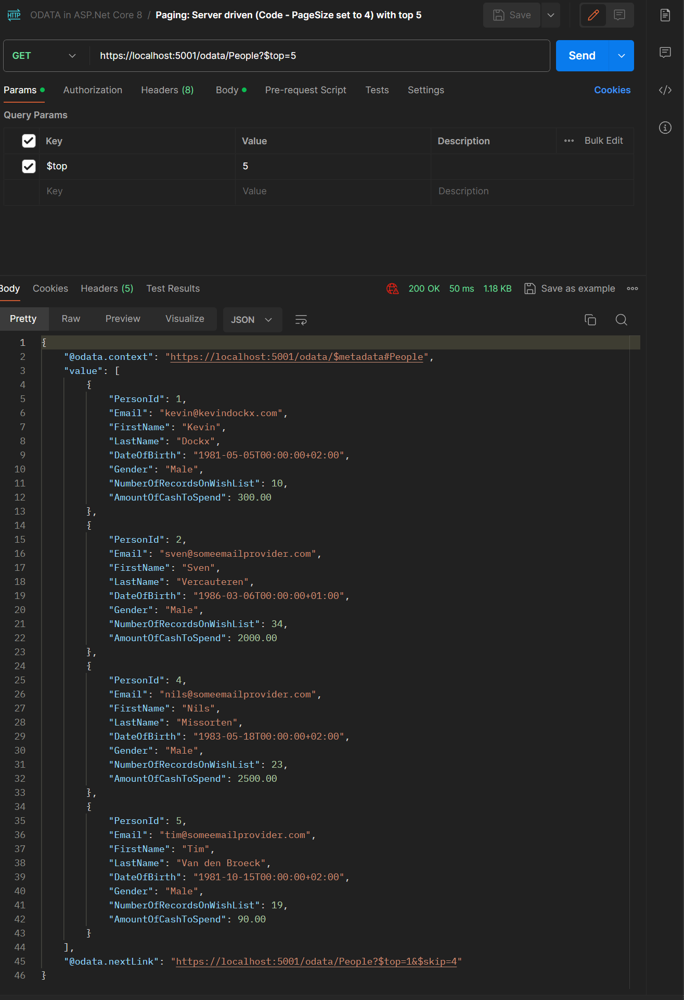 HTTP ODATA in ASP.Net Core 8 / Paging: Server driven (Code - PageSize set to 4) with top 5 Save
GET https://localhost:5001/odata/People?$top=5 Send
Params Authorization Headers (8) Body Pre-request Script Tests Settings Cookies
Query Params
Key Value Description Bulk Edit
$top 5
Key Value Description
Body Cookies Headers (5) Test Results 200 OK 50 ms 1.18 KB Save as example
Pretty Raw Preview Visualize JSON
1 {
2 "@odata.context": "https://localhost:5001/odata/$metadata#People",
3 "value": [
4 {
5 "PersonId": 1,
6 "Email": "kevin@kevindockx.com",
7 "FirstName": "Kevin",
8 "LastName": "Dockx",
9 "DateOfBirth": "1981-05-05T00:00:00+02:00",
10 "Gender": "Male",
11 "NumberOfRecordsOnWishList": 10,
12 "AmountOfCashToSpend": 300.00
13 },
14 {
15 "PersonId": 2,
16 "Email": "sven@someemailprovider.com",
17 "FirstName": "Sven",
18 "LastName": "Vercauteren",
19 "DateOfBirth": "1986-03-06T00:00:00+01:00",
20 "Gender": "Male",
21 "NumberOfRecordsOnWishList": 34,
22 "AmountOfCashToSpend": 2000.00
23 },
24 {
25 "PersonId": 4,
26 "Email": "nils@someemailprovider.com",
27 "FirstName": "Nils",
28 "LastName": "Missorten",
29 "DateOfBirth": "1983-05-18T00:00:00+02:00",
30 "Gender": "Male",
31 "NumberOfRecordsOnWishList": 23,
32 "AmountOfCashToSpend": 2500.00
33 },
34 {
35 "PersonId": 5,
36 "Email": "tim@someemailprovider.com",
37 "FirstName": "Tim",
38 "LastName": "Van den Broeck",
39 "DateOfBirth": "1981-10-15T00:00:00+02:00",
40 "Gender": "Male",
41 "NumberOfRecordsOnWishList": 19,
42 "AmountOfCashToSpend": 90.00
43 }
44 ],
45 "@odata.nextLink": "https://localhost:5001/odata/People?$top=1&$skip=4"
46 }